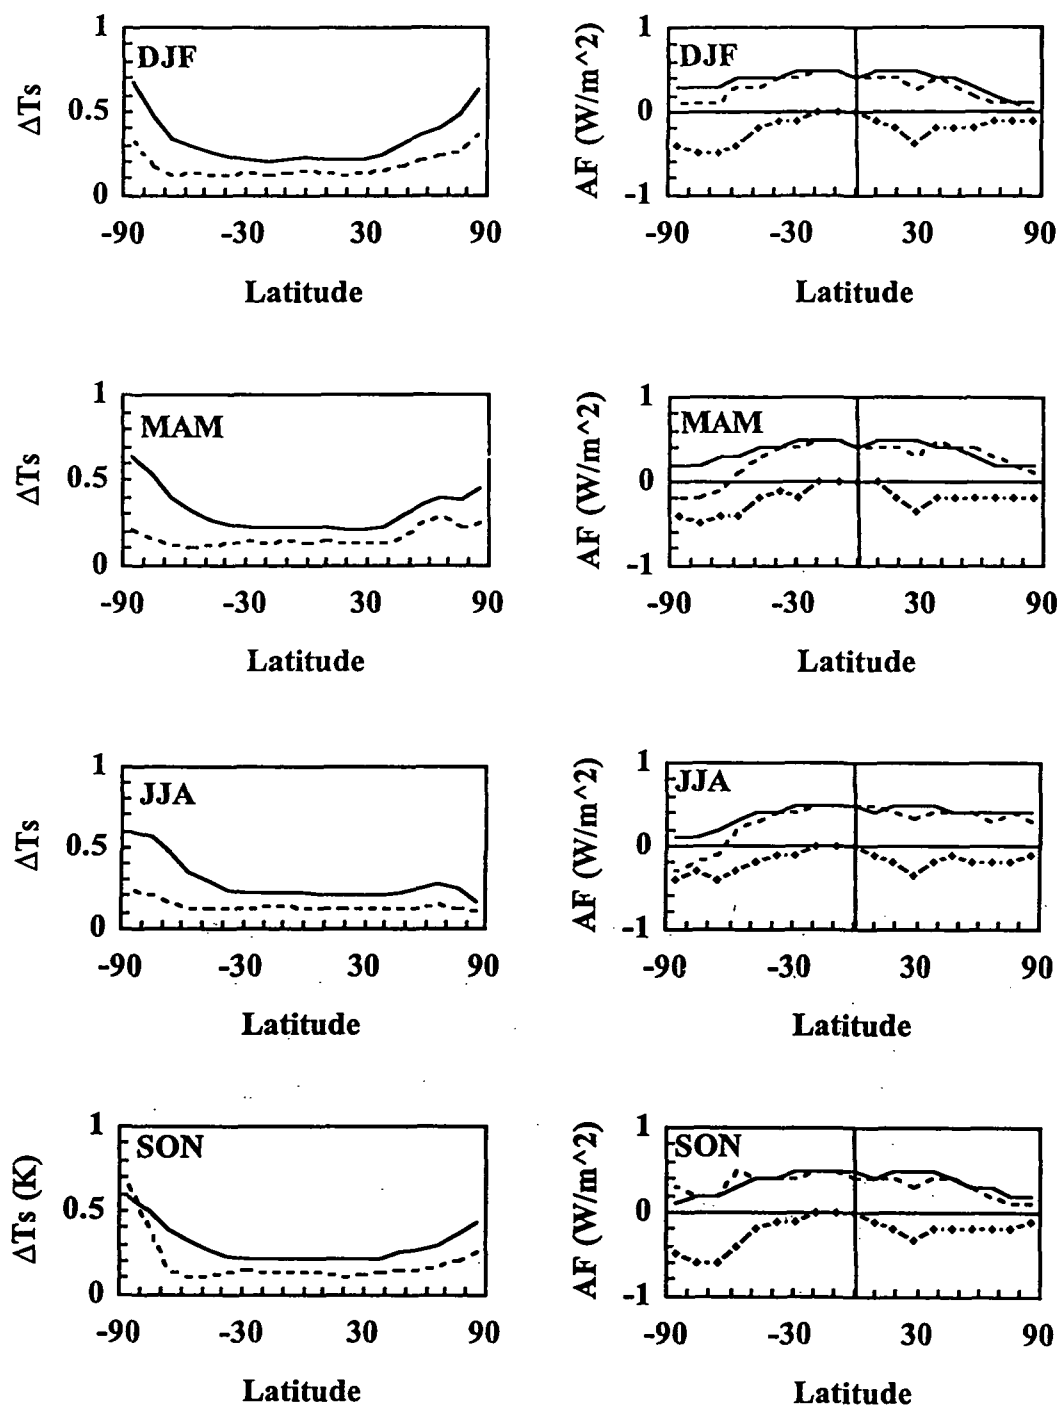 1
DJF
ΔTs
0.5
0
-90 -30 30 90
Latitude
1
DJF
AF (W/m^2)
0
-1
-90 -30 30 90
Latitude
1
MAM
ΔTs
0.5
0
-90 -30 30 90
Latitude
1
MAM
AF (W/m^2)
0
-1
-90 -30 30 90
Latitude
1
JJA
ΔTs
0.5
0
-90 -30 30 90
Latitude
1
JJA
AF (W/m^2)
0
-1
-90 -30 30 90
Latitude
1
SON
ΔTs (K)
0.5
0
-90 -30 30 90
Latitude
1
SON
AF (W/m^2)
0
-1
-90 -30 30 90
Latitude